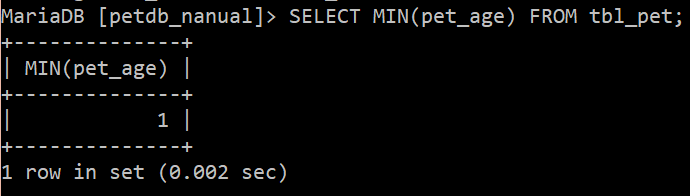 MariaDB [petdb_nanual]> SELECT MIN(pet_age) FROM tbl_pet;
+--------------+
| MIN(pet_age) |
+--------------+
|            1 |
+--------------+
1 row in set (0.002 sec)